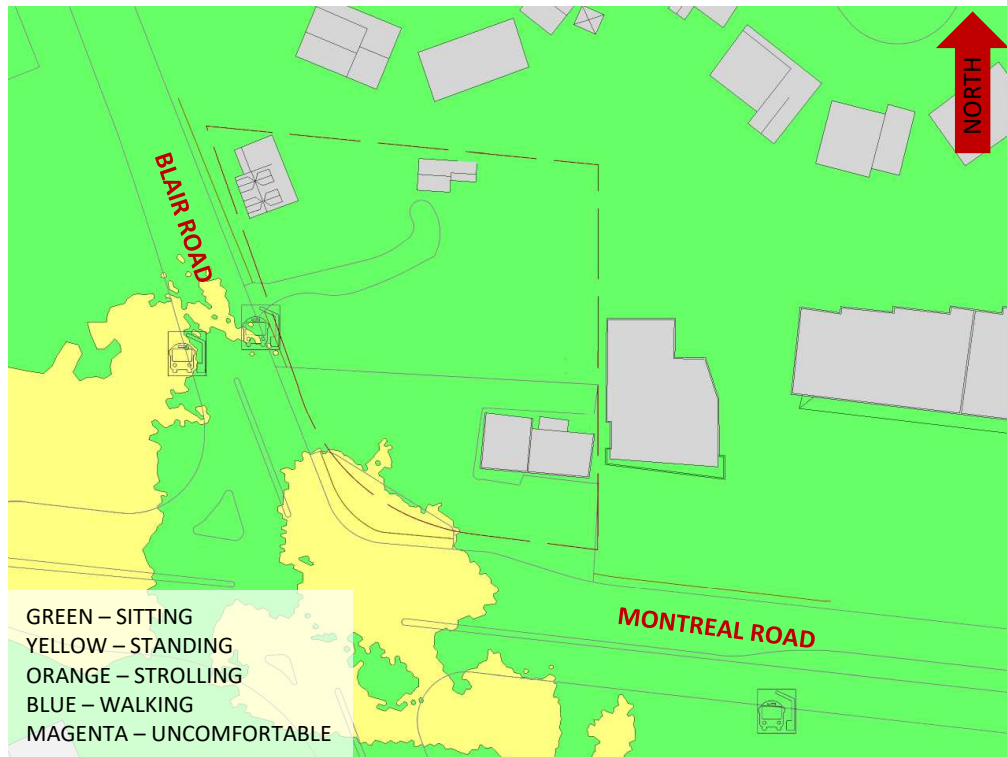 NORTH
BLAIR ROAD
MONTREAL ROAD
GREEN – SITTING
YELLOW – STANDING
ORANGE – STROLLING
BLUE – WALKING
MAGENTA – UNCOMFORTABLE